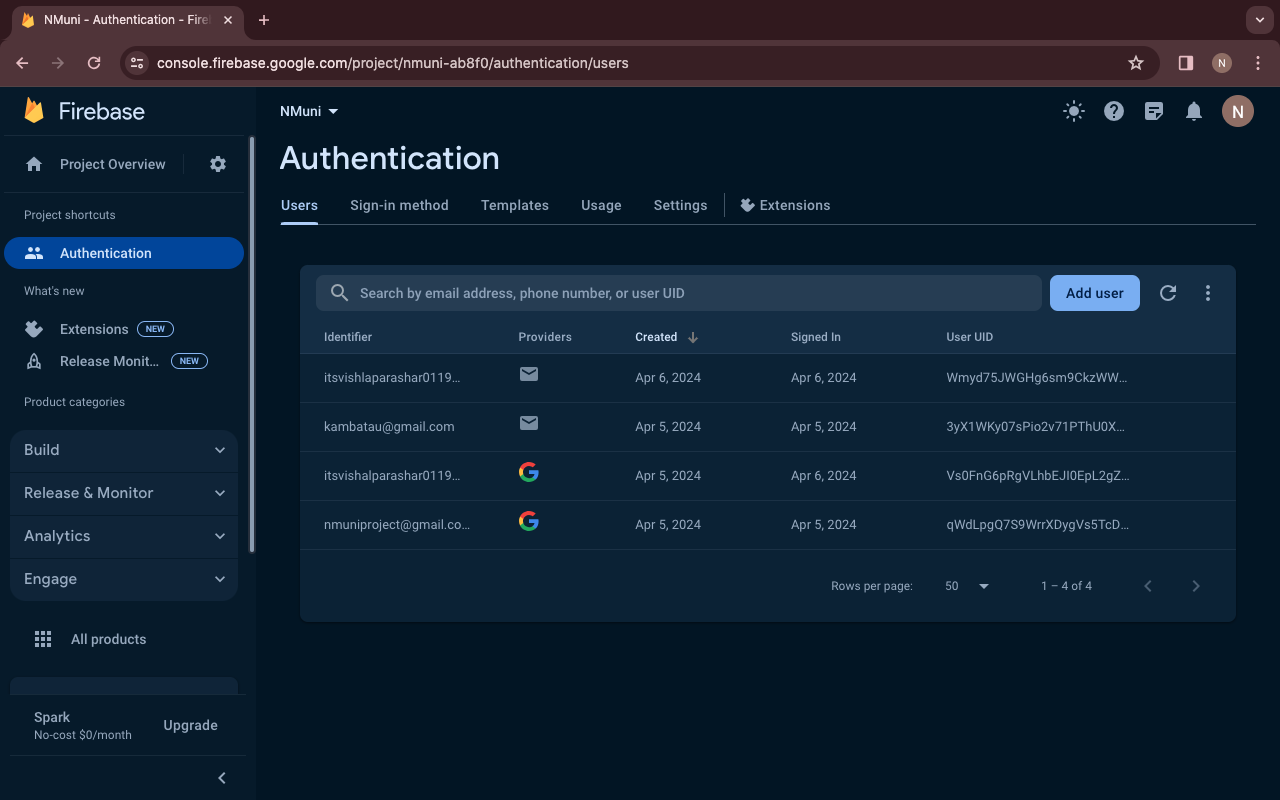 NMuni - Authentication - Fire
console.firebase.google.com/project/nmuni-ab8f0/authentication/users
N
Firebase
NMuni
N
Project Overview
Authentication
Project shortcuts
Users
Sign-in method
Templates
Usage
Settings
Extensions
Authentication
What's new
Extensions NEW
Release Monit... NEW
Product categories
Build
Release & Monitor
Analytics
Engage
All products
Spark
No-cost $0/month
Upgrade
Search by email address, phone number, or user UID
Add user
Identifier Providers Created Signed In User UID
itsvishlaparashar0119... Apr 6, 2024 Apr 6, 2024 Wmyd75JWGHg6sm9CkzWW...
kambatau@gmail.com Apr 5, 2024 Apr 5, 2024 3yX1WKy07sPio2v71PThU0X...
itsvishalparashar0119... Apr 5, 2024 Apr 6, 2024 Vs0FnG6pRgVLhbEJI0EpL2gZ...
nmuniproject@gmail.co... Apr 5, 2024 Apr 5, 2024 qWdLpgQ7S9WrrXDygVs5TcD...
Rows per page: 50 1 – 4 of 4